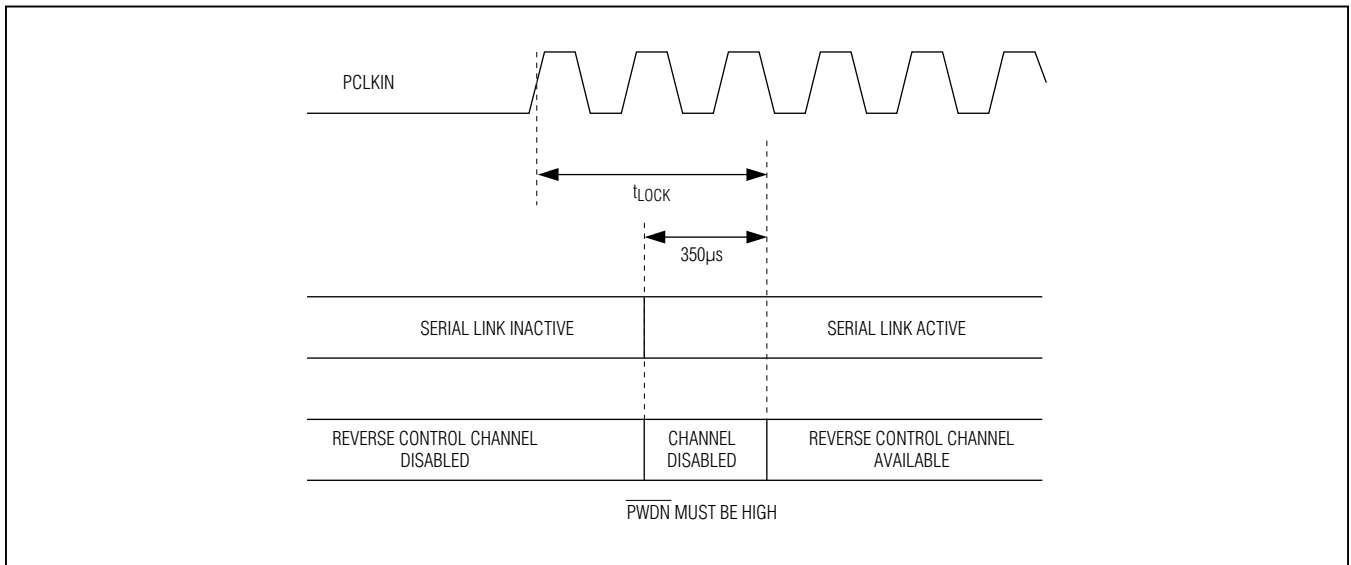 PCLKIN
tLOCK
350µs
SERIAL LINK INACTIVE
SERIAL LINK ACTIVE
REVERSE CONTROL CHANNEL
DISABLED
CHANNEL
DISABLED
REVERSE CONTROL CHANNEL
AVAILABLE
PWDN MUST BE HIGH